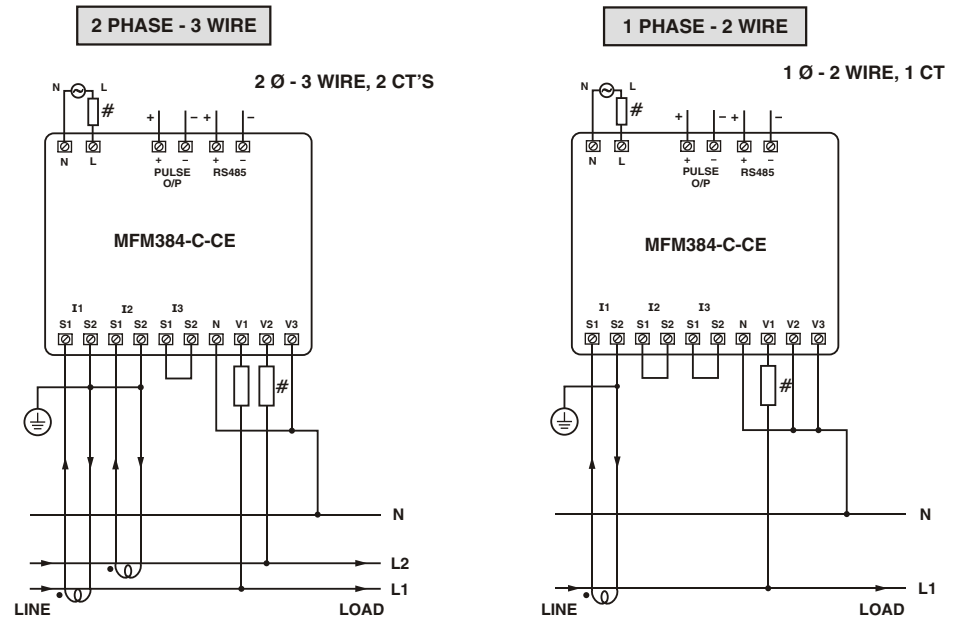 2 PHASE - 3 WIRE
2 Ø - 3 WIRE, 2 CT'S
N L
#
+ – + –
N L + – + –
PULSE O/P RS485
MFM384-C-CE
I1 I2 I3
S1 S2 S1 S2 S1 S2 N V1 V2 V3
#
N
L2
L1
LINE LOAD
1 PHASE - 2 WIRE
1 Ø - 2 WIRE, 1 CT
N L
#
+ – + –
N L + – + –
PULSE O/P RS485
MFM384-C-CE
I1 I2 I3
S1 S2 S1 S2 S1 S2 N V1 V2 V3
#
N
L1
LINE LOAD